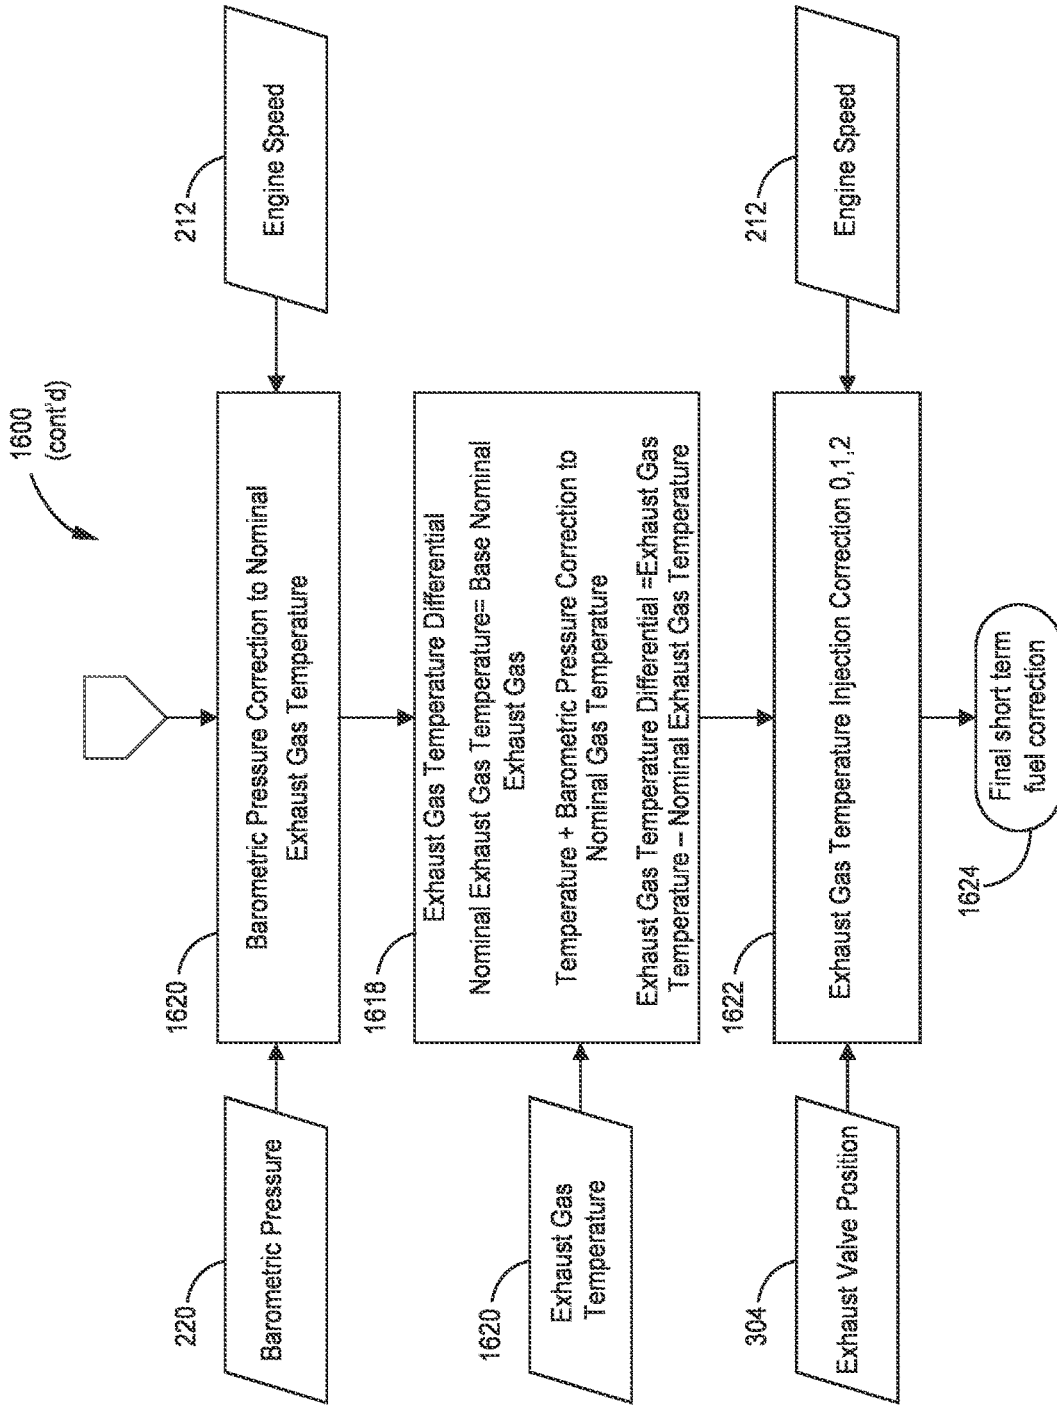 1600
(cont'd)
220
Barometric Pressure
1620
Barometric Pressure Correction to Nominal
Exhaust Gas Temperature
212
Engine Speed
1620
Exhaust Gas
Temperature
1618
Exhaust Gas Temperature Differential
Nominal Exhaust Gas Temperature= Base Nominal
Exhaust Gas
Temperature + Barometric Pressure Correction to
Nominal Gas Temperature
Exhaust Gas Temperature Differential =Exhaust Gas
Temperature – Nominal Exhaust Gas Temperature
304
Exhaust Valve Position
1622
Exhaust Gas Temperature Injection Correction 0,1,2
212
Engine Speed
1624
Final short term
fuel correction